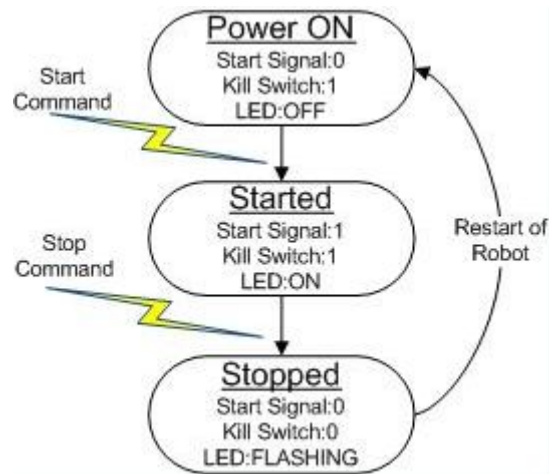 Power ON
Start Signal:0
Kill Switch:1
LED:OFF
Start
Command
Started
Start Signal:1
Kill Switch:1
LED:ON
Stop
Command
Restart of
Robot
Stopped
Start Signal:0
Kill Switch:0
LED:FLASHING